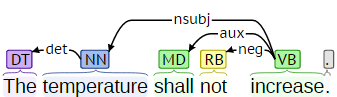 nsubj
aux
det neg
DT NN MD RB VB .
The temperature shall not increase.